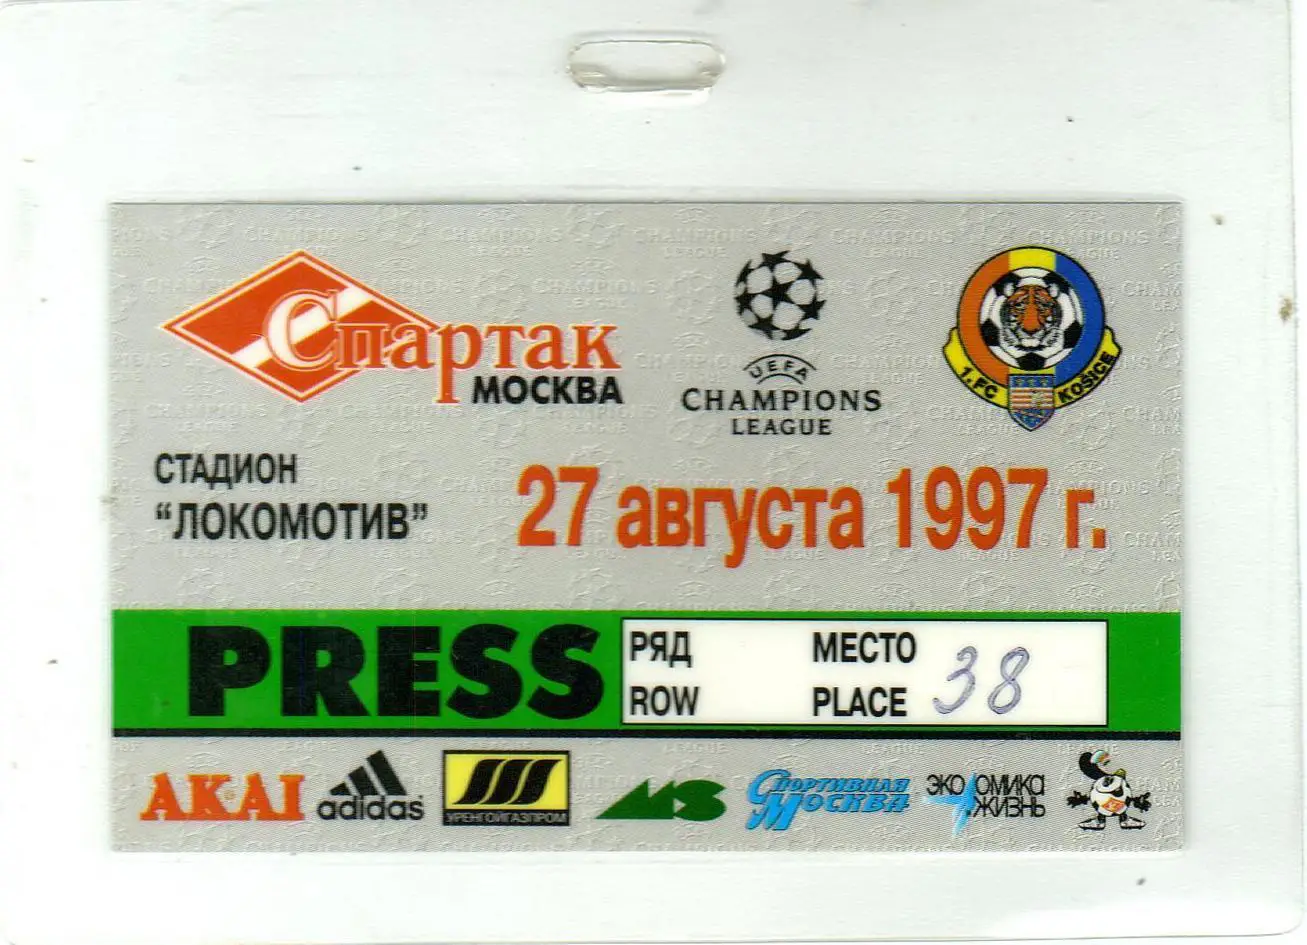 Спартак
МОСКВА
UEFA
CHAMPIONS
LEAGUE
1. FC KOŠICE
СТАДИОН
"ЛОКОМОТИВ"
27 августа 1997 г.
PRESS
РЯД МЕСТО 38
ROW PLACE
AKAI
adidas
УРЕНГОЙГАЗПРОМ
СПОРТИВНАЯ
МОСКВА
ЭКОНОМИКА
И ЖИЗНЬ